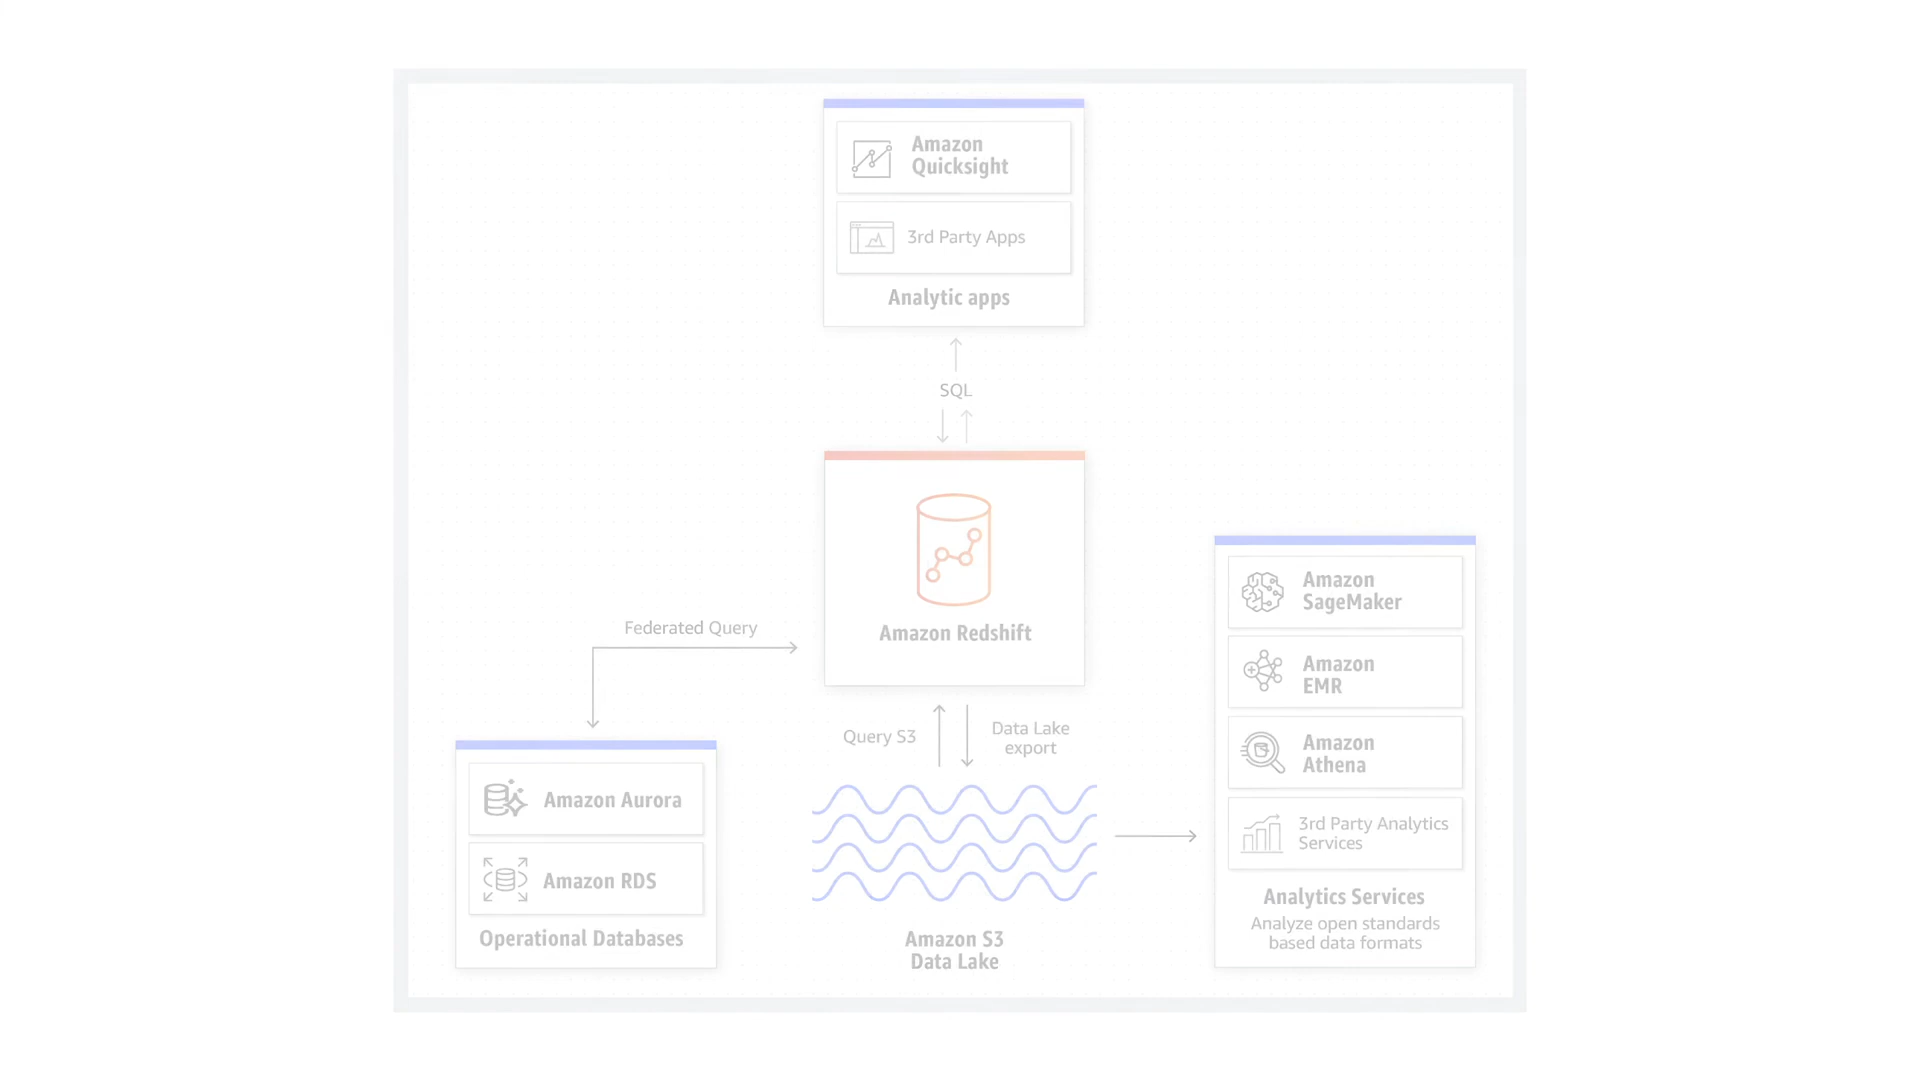 Amazon
Quicksight
3rd Party Apps
Analytic apps
SQL
Amazon Redshift
Federated Query
Query S3
Data Lake
export
Amazon Aurora
Amazon RDS
Operational Databases
Amazon S3
Data Lake
Amazon
SageMaker
Amazon
EMR
Amazon
Athena
3rd Party Analytics
Services
Analytics Services
Analyze open standards
based data formats